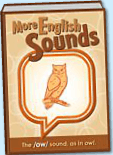 More English
Sounds
The /ow/ sound, as in owl.